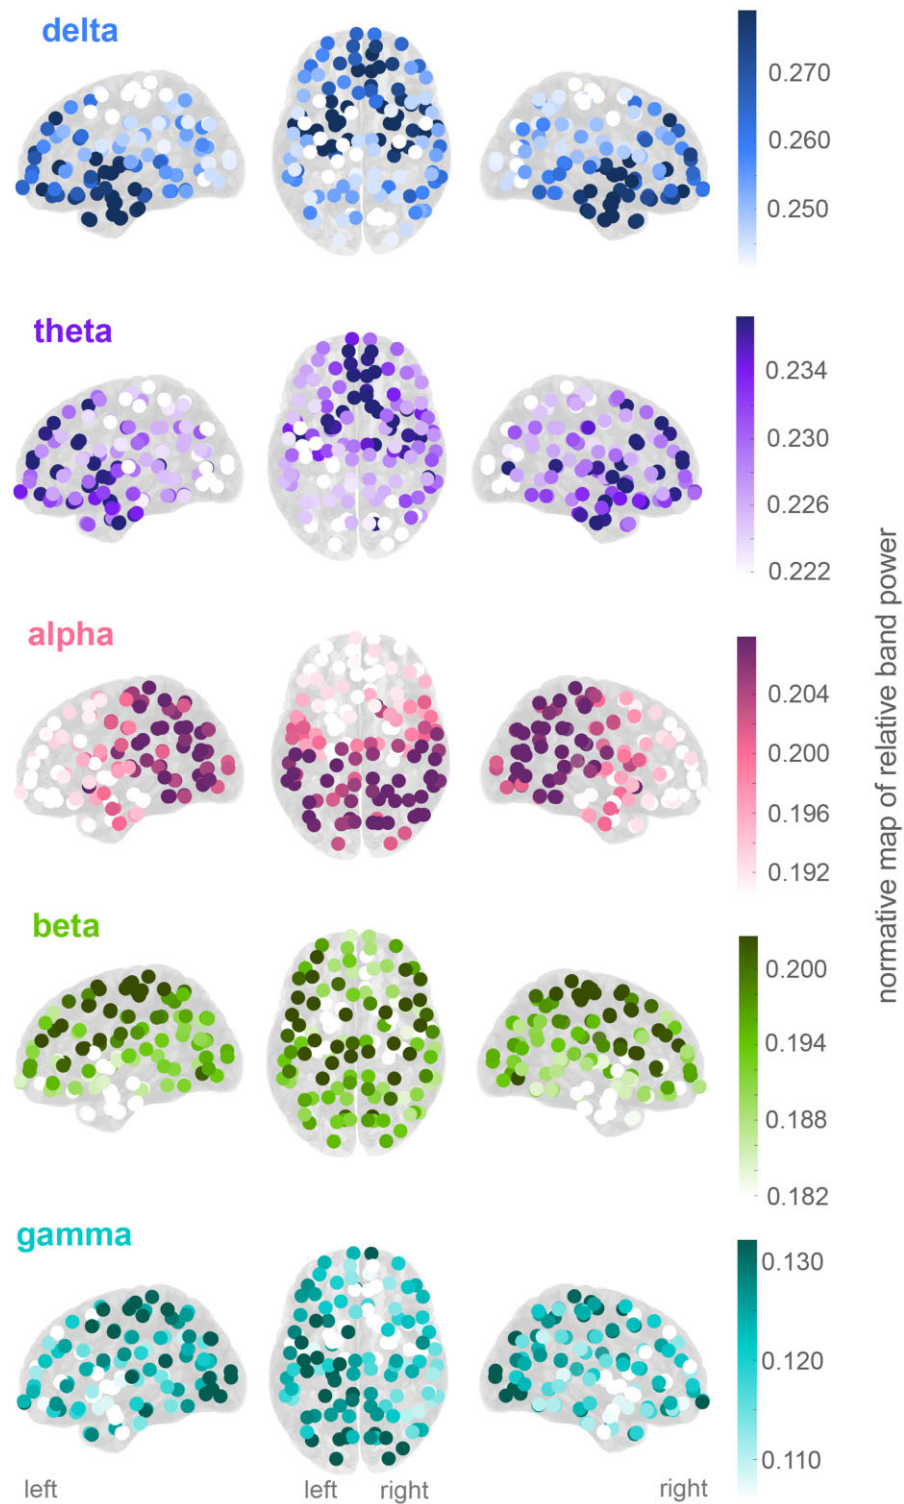 delta
0.270
0.260
0.250
theta
0.234
0.230
0.226
0.222
alpha
0.204
0.200
0.196
0.192
beta
0.200
0.194
0.188
0.182
gamma
0.130
0.120
0.110
normative map of relative band power
left
left right
right